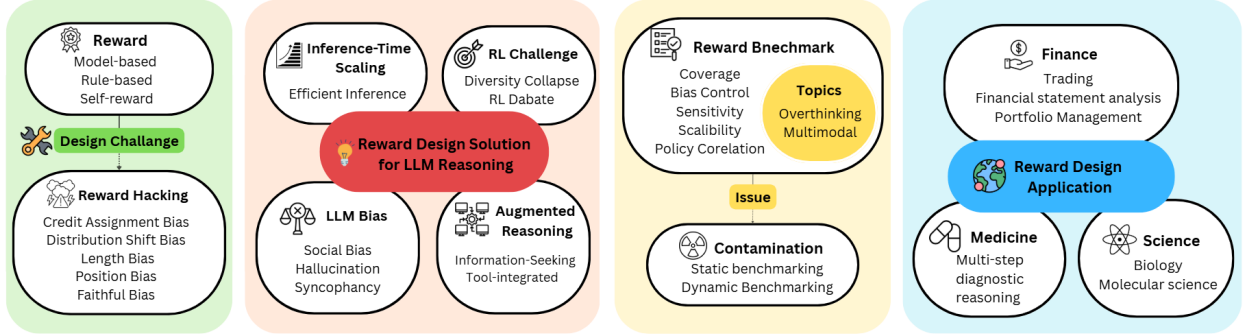 Reward
Model-based
Rule-based
Self-reward
Design Challange
Reward Hacking
Credit Assignment Bias
Distribution Shift Bias
Length Bias
Position Bias
Faithful Bias
Inference-Time
Scaling
Efficient Inference
RL Challenge
Diversity Collapse
RL Dabate
Reward Design Solution
for LLM Reasoning
LLM Bias
Social Bias
Hallucination
Syncophancy
Augmented
Reasoning
Information-Seeking
Tool-integrated
Reward Bnechmark
Coverage
Bias Control
Sensitivity
Scalibility
Policy Corelation
Topics
Overthinking
Multimodal
Issue
Contamination
Static benchmarking
Dynamic Benchmarking
Finance
Trading
Financial statement analysis
Portfolio Management
Reward Design
Application
Medicine
Multi-step
diagnostic
reasoning
Science
Biology
Molecular science